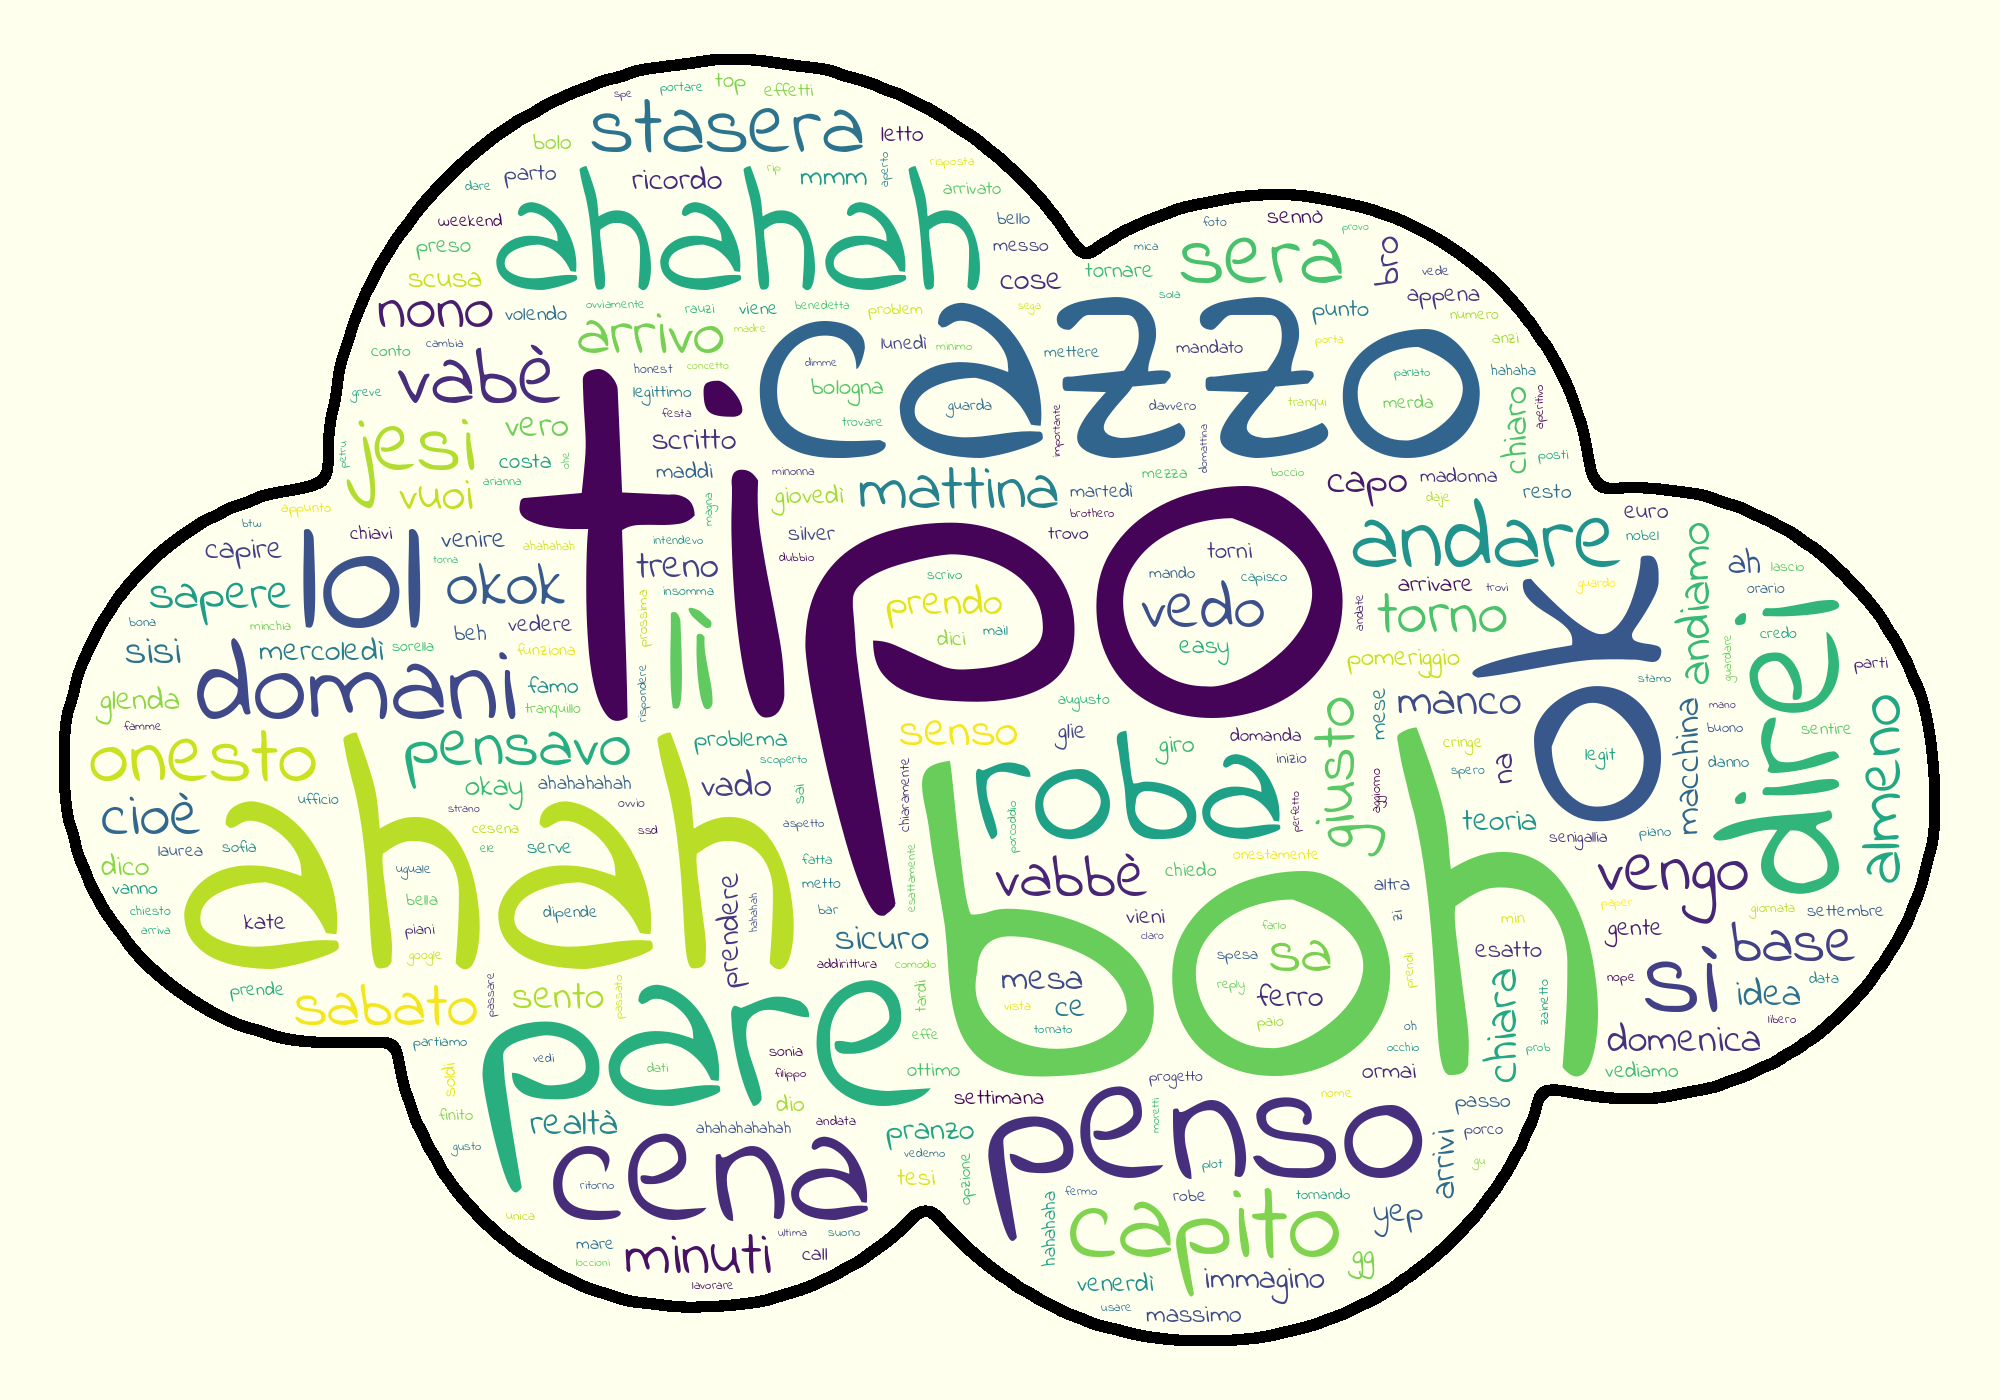 spe portare top effetti
stasera
bolo letto
parto ricordo rip mmm aperto risposta
dare arrivato
ahahah
weekend bello
preso messo
scusa cose
foto sennò provo
mica sera bro
tornare vede
sola appena
nono volendo ovviamente rauzi viene benedetta problem sega punto numero
arrivo madre
cambia conto lunedì minimo mettere mandato porta anzi
cazzo
vabè honest concetto dimme parlato hahaha
greve legittimo bologna guarda davvero tranqui merda chiaro aperitivo
festa trovare importante domattina
jesi vero scritto
petru costa ohe maddi minonna mezza boccio capo madonna posti
arianna
vuoi giovedì mattina martedì daje resto
appunto magna brothero
btw chiavi venire silver trovo andare euro
capire ahahahah intendevo dubbio nobel
lol torna treno torni andiamo ah lascio
tipo
okok insomma scrivo mando capisco arrivare trovi guardo orario
sapere prossima prendo vedo andate torno
bona minchia beh vedere lì dici mail ok credo
sisi mercoledì sorella funziona easy pomeriggio guardare parti
domani famo rispondere stamo direi
glenda tranquillo augusto mese manco macchina mano
famme senso glie domanda giusto buono sentire almeno
onesto pensavo problema giro cringe
scoperto inizio na legit danno
okay ahahahahah vado sai chiaramente roba spero
ufficio strano ovvio aggiorno
cioè cesena ssd aspetto porcoddio perfetto teoria senigallia piano
laurea sofia ele serve esattamente onestamente
ahah
dico uguale fatta vabbè chiedo vengo
vanno metto altra
chiesto bella prendere hahahah bar boh paper giornata settembre
arriva kate piani dipende vieni farlo zi min gente
google sicuro claro base
addirittura comodo spesa sa prendi esatto nope sì
prende passare passato mesa reply ferro idea data
sabato sento tardi vista ce chiara zainetto libero
pare tomato paio oh
partiamo effe occhio prob domenica
vedi sonia
soldi dati filippo ottimo ormai vediamo
settimana progetto nome
finito realtà dio andata moretti passo
ahahahahahah pranzo penso porco
gusto vedemo arrivi gu
cena tesi opzione plot
ritorno fermo robe tornando
unica hahahaha capito yep
ultima suono
mare minuti call gg
loccioni venerdì immagino
lavorare
usare massimo